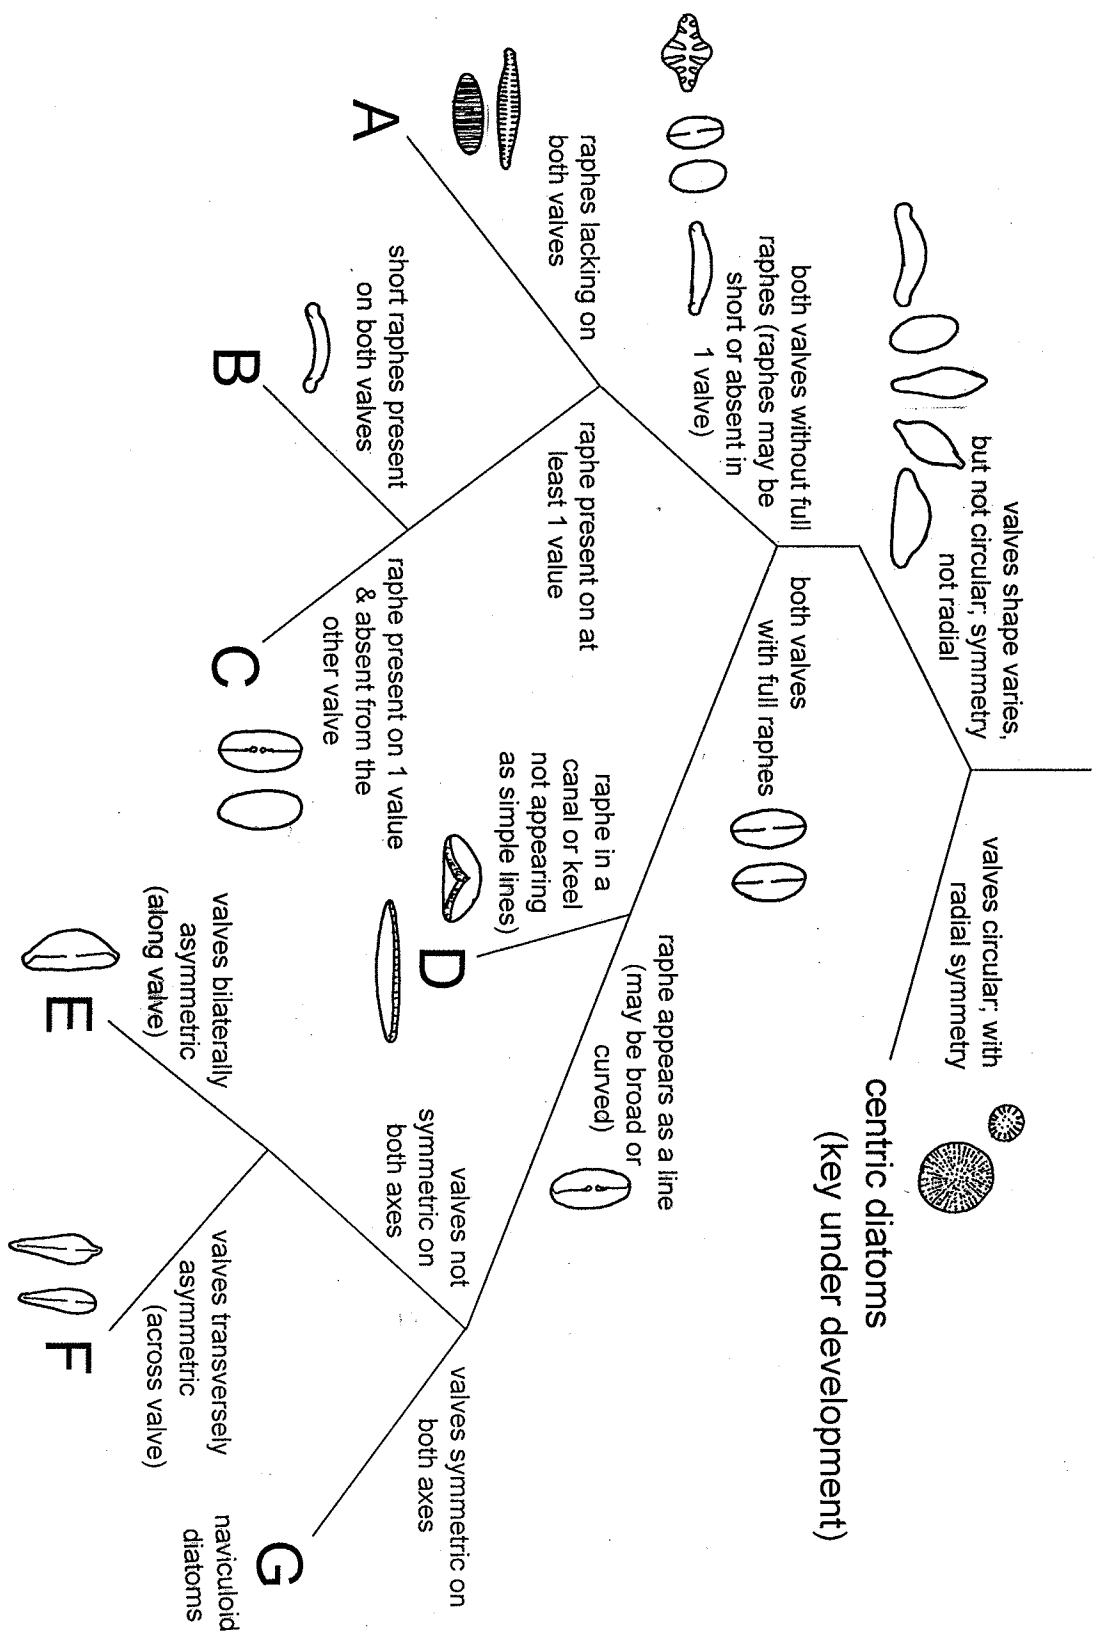 valves shape varies,
but not circular; symmetry
not radial
valves circular; with
radial symmetry
centric diatoms
(key under development)
both valves without full
raphes (raphes may be
short or absent in
1 valve)
both valves
with full raphes
raphes lacking on
both valves
raphe present on at
least 1 value
raphe in a
canal or keel
not appearing
as simple lines)
raphe appears as a line
(may be broad or
curved)
A
short raphes present
on both valves
raphe present on 1 value
& absent from the
other valve
B
C
D
valves not
symmetric on
both axes
valves symmetric on
both axes
valves bilaterally
asymmetric
(along valve)
valves transversely
asymmetric
(across valve)
E
F
G
naviculoid
diatoms